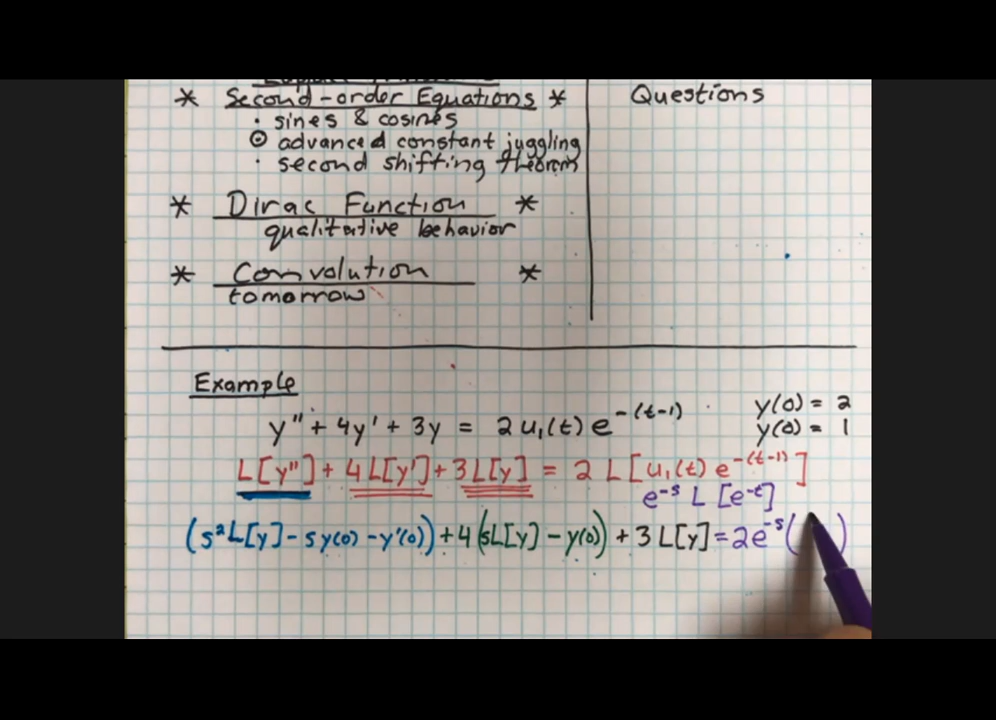 * Second-order Equations *
· sines & cosines
⊙ advanced constant juggling
· second shifting theorem
* Dirac Function *
qualitative behavior
* Convolution *
tomorrow
Questions
Example
y(0) = 2
y'' + 4y' + 3y = 2u₁(t)e^-(t-1)
y(0) = 1
L[y''] + 4L[y'] + 3L[y] = 2 L[u₁(t) e^-(t-1)]
e^-s L[e^-t]
(s²L[y] - sy(0) - y'(0)) + 4(sL[y] - y(0)) + 3L[y] = 2e^-s( )